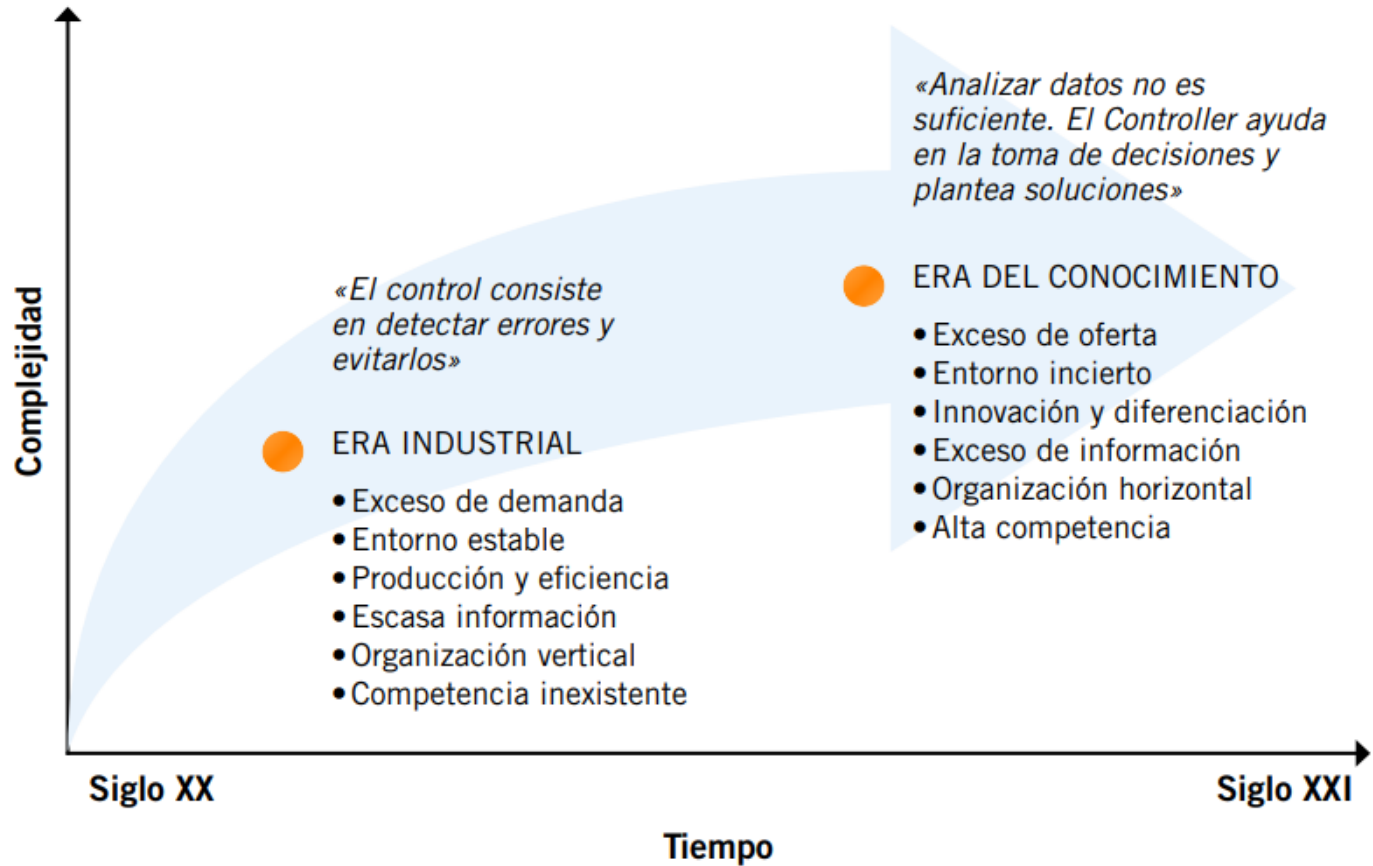 «Analizar datos no es
suficiente. El Controller ayuda
en la toma de decisiones y
plantea soluciones»
ERA DEL CONOCIMIENTO
• Exceso de oferta
• Entorno incierto
• Innovación y diferenciación
• Exceso de información
• Organización horizontal
• Alta competencia
«El control consiste
en detectar errores y
evitarlos»
ERA INDUSTRIAL
• Exceso de demanda
• Entorno estable
• Producción y eficiencia
• Escasa información
• Organización vertical
• Competencia inexistente
Complejidad
Siglo XX
Siglo XXI
Tiempo